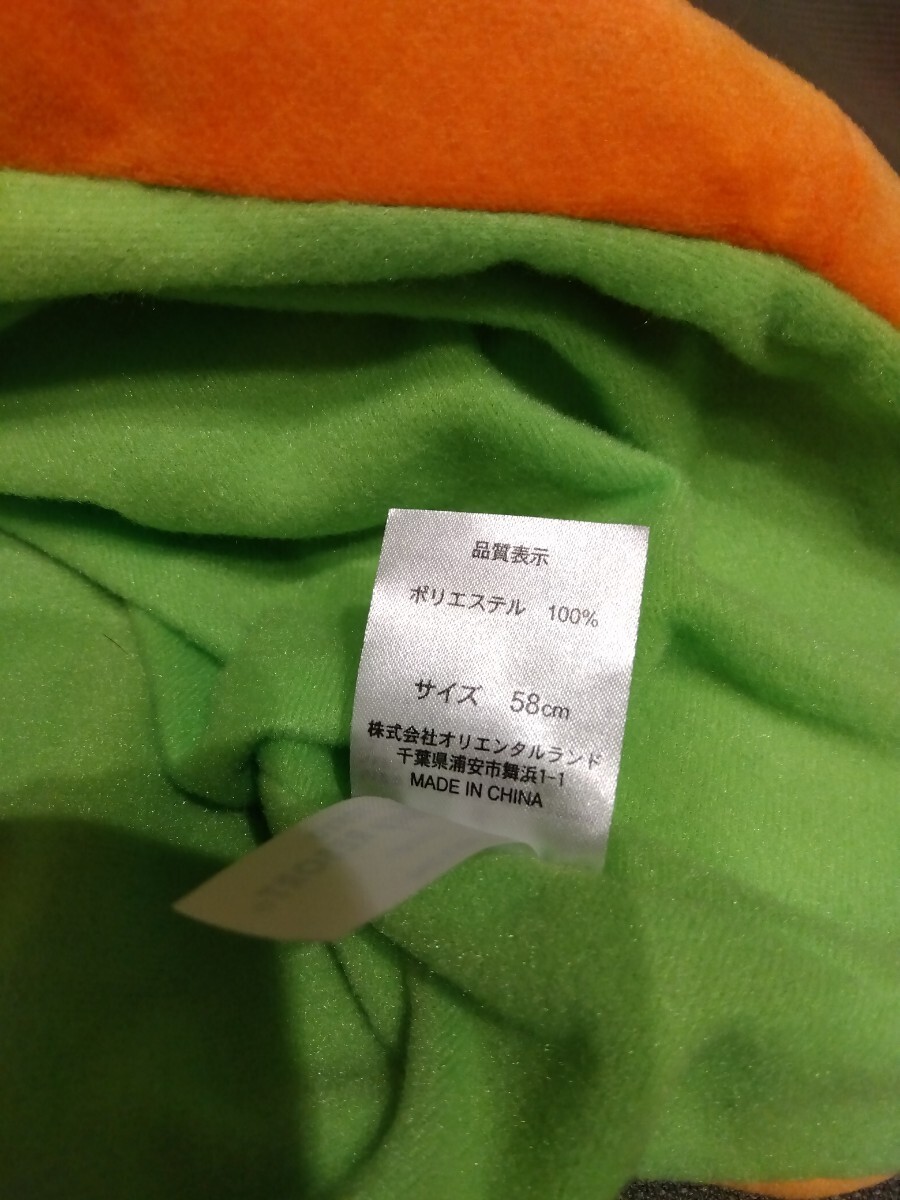 品質表示
ポリエステル 100%
サイズ 58cm
株式会社オリエンタルランド
千葉県浦安市舞浜1-1
MADE IN CHINA